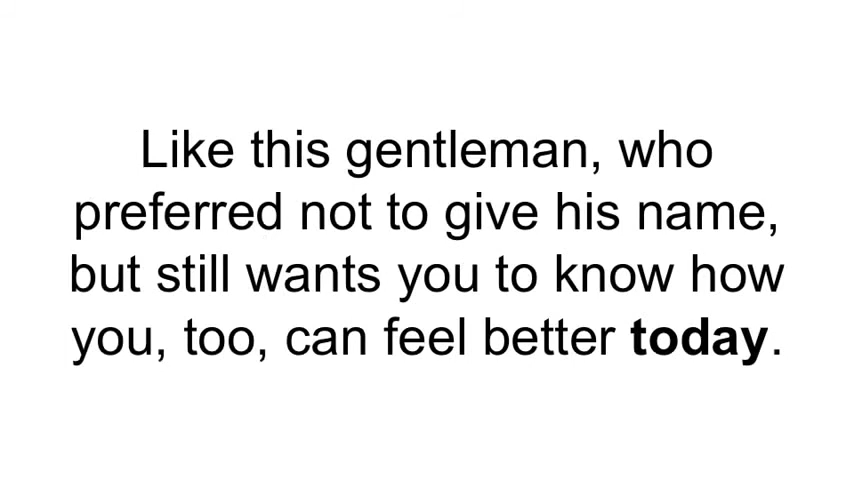 Like this gentleman, who
preferred not to give his name,
but still wants you to know how
you, too, can feel better today.